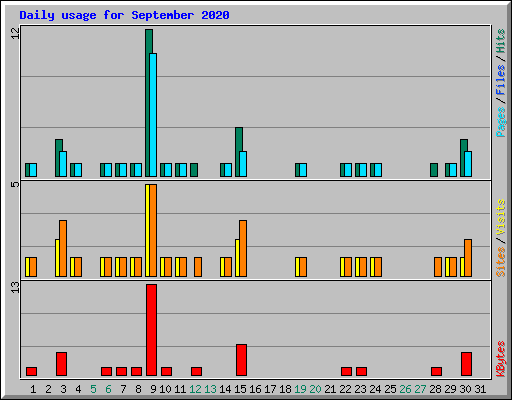 Daily usage for September 2020
12
Pages / Files / Hits
5
Sites / Visits
13
KBytes
1 2 3 4 5 6 7 8 9 10 11 12 13 14 15 16 17 18 19 20 21 22 23 24 25 26 27 28 29 30 31